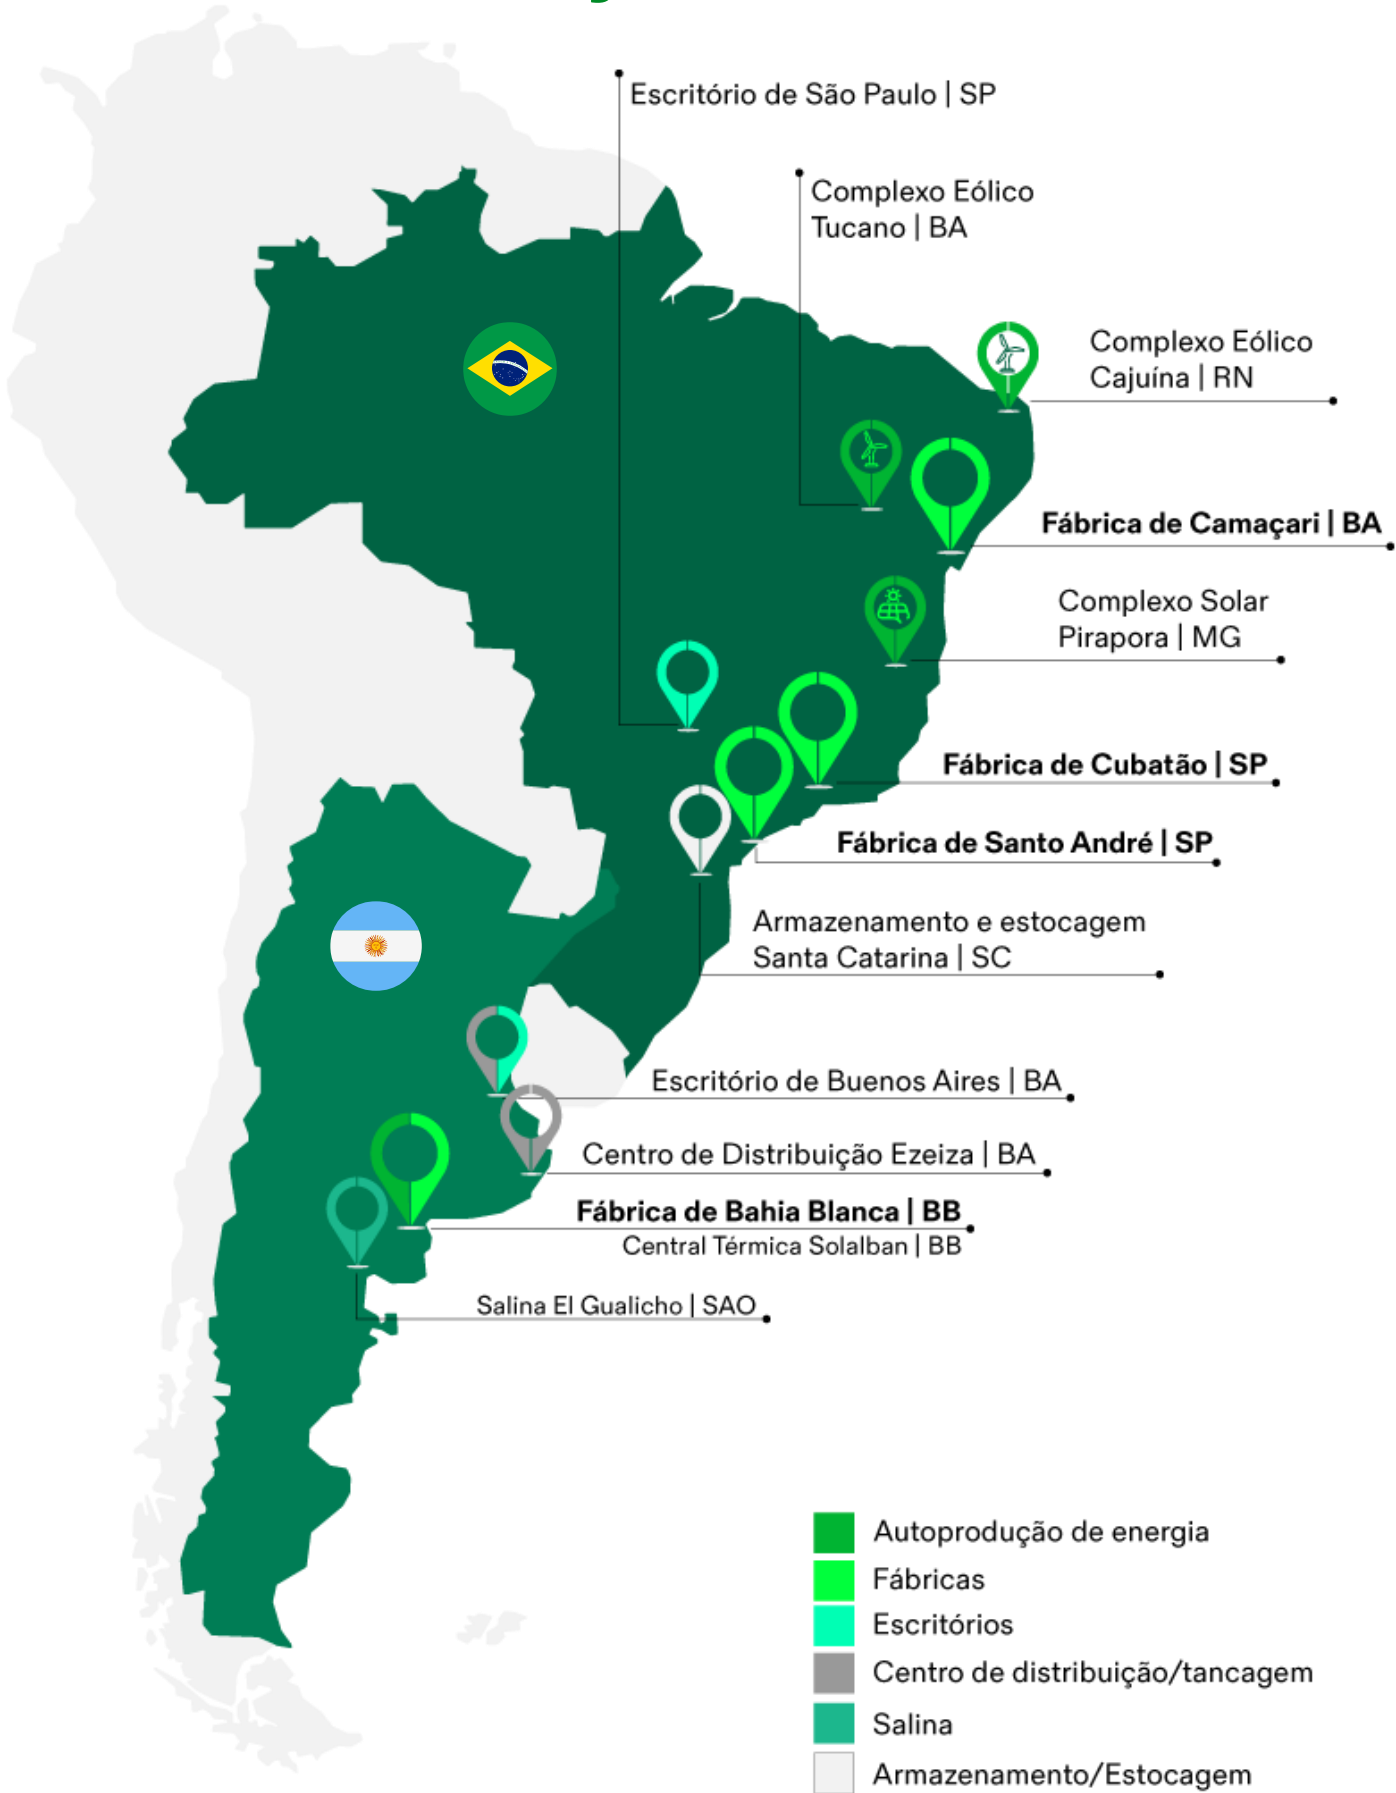 Escritório de São Paulo | SP
Complexo Eólico
Tucano | BA
Complexo Eólico
Cajuína | RN
Fábrica de Camaçari | BA
Complexo Solar
Pirapora | MG
Fábrica de Cubatão | SP
Fábrica de Santo André | SP
Armazenamento e estocagem
Santa Catarina | SC
Escritório de Buenos Aires | BA
Centro de Distribuição Ezeiza | BA
Fábrica de Bahia Blanca | BB
Central Térmica Solalban | BB
Salina El Gualicho | SAO
Autoprodução de energia
Fábricas
Escritórios
Centro de distribuição/tancagem
Salina
Armazenamento/Estocagem